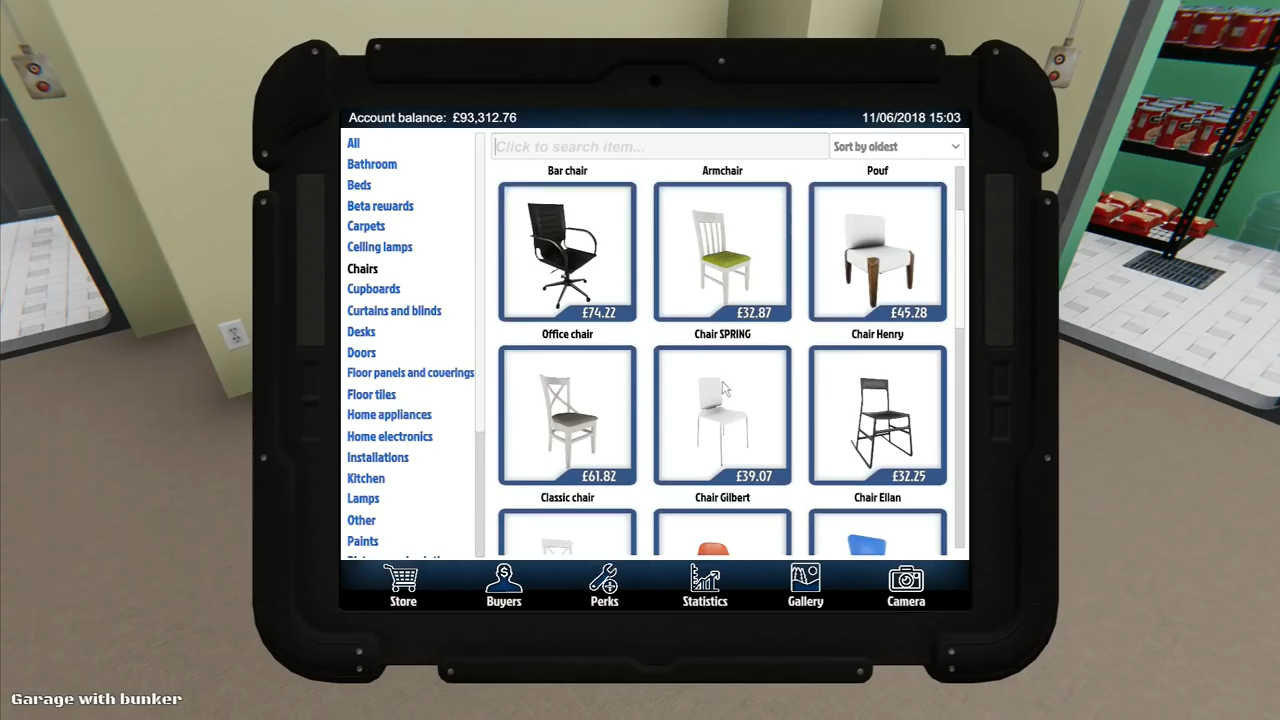 Account balance: £93,312.76
11/06/2018 15:03
All
Bathroom
Beds
Beta rewards
Carpets
Ceiling lamps
Chairs
Cupboards
Curtains and blinds
Desks
Doors
Floor panels and coverings
Floor tiles
Home appliances
Home electronics
Installations
Kitchen
Lamps
Other
Paints
Click to search item...
Sort by oldest
Bar chair
Armchair
Pouf
£74.22
£32.87
£45.28
Office chair
Chair SPRING
Chair Henry
£61.82
£39.07
£32.25
Classic chair
Chair Gilbert
Chair Ellan
Store
Buyers
Perks
Statistics
Gallery
Camera
Garage with bunker